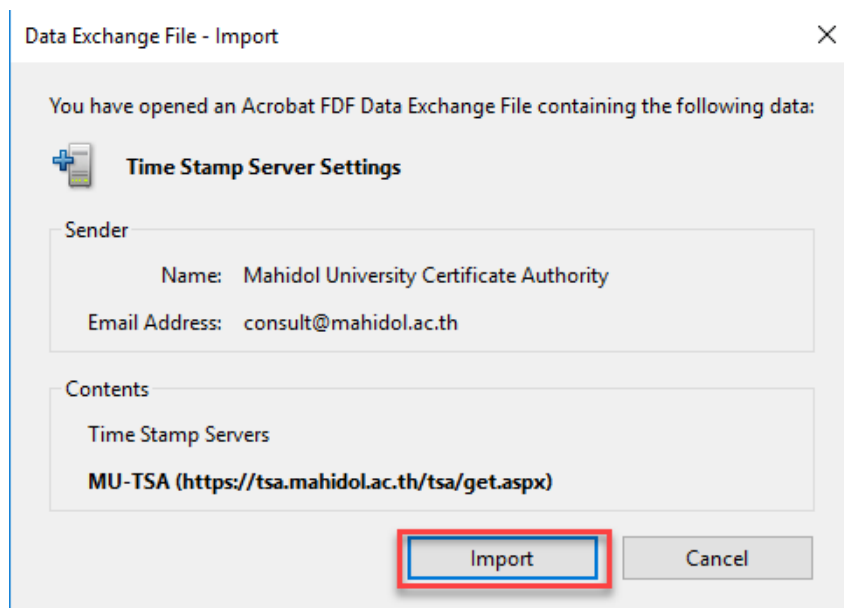 Data Exchange File - Import
You have opened an Acrobat FDF Data Exchange File containing the following data:
Time Stamp Server Settings
Sender
Name: Mahidol University Certificate Authority
Email Address: consult@mahidol.ac.th
Contents
Time Stamp Servers
MU-TSA (https://tsa.mahidol.ac.th/tsa/get.aspx)
Import Cancel